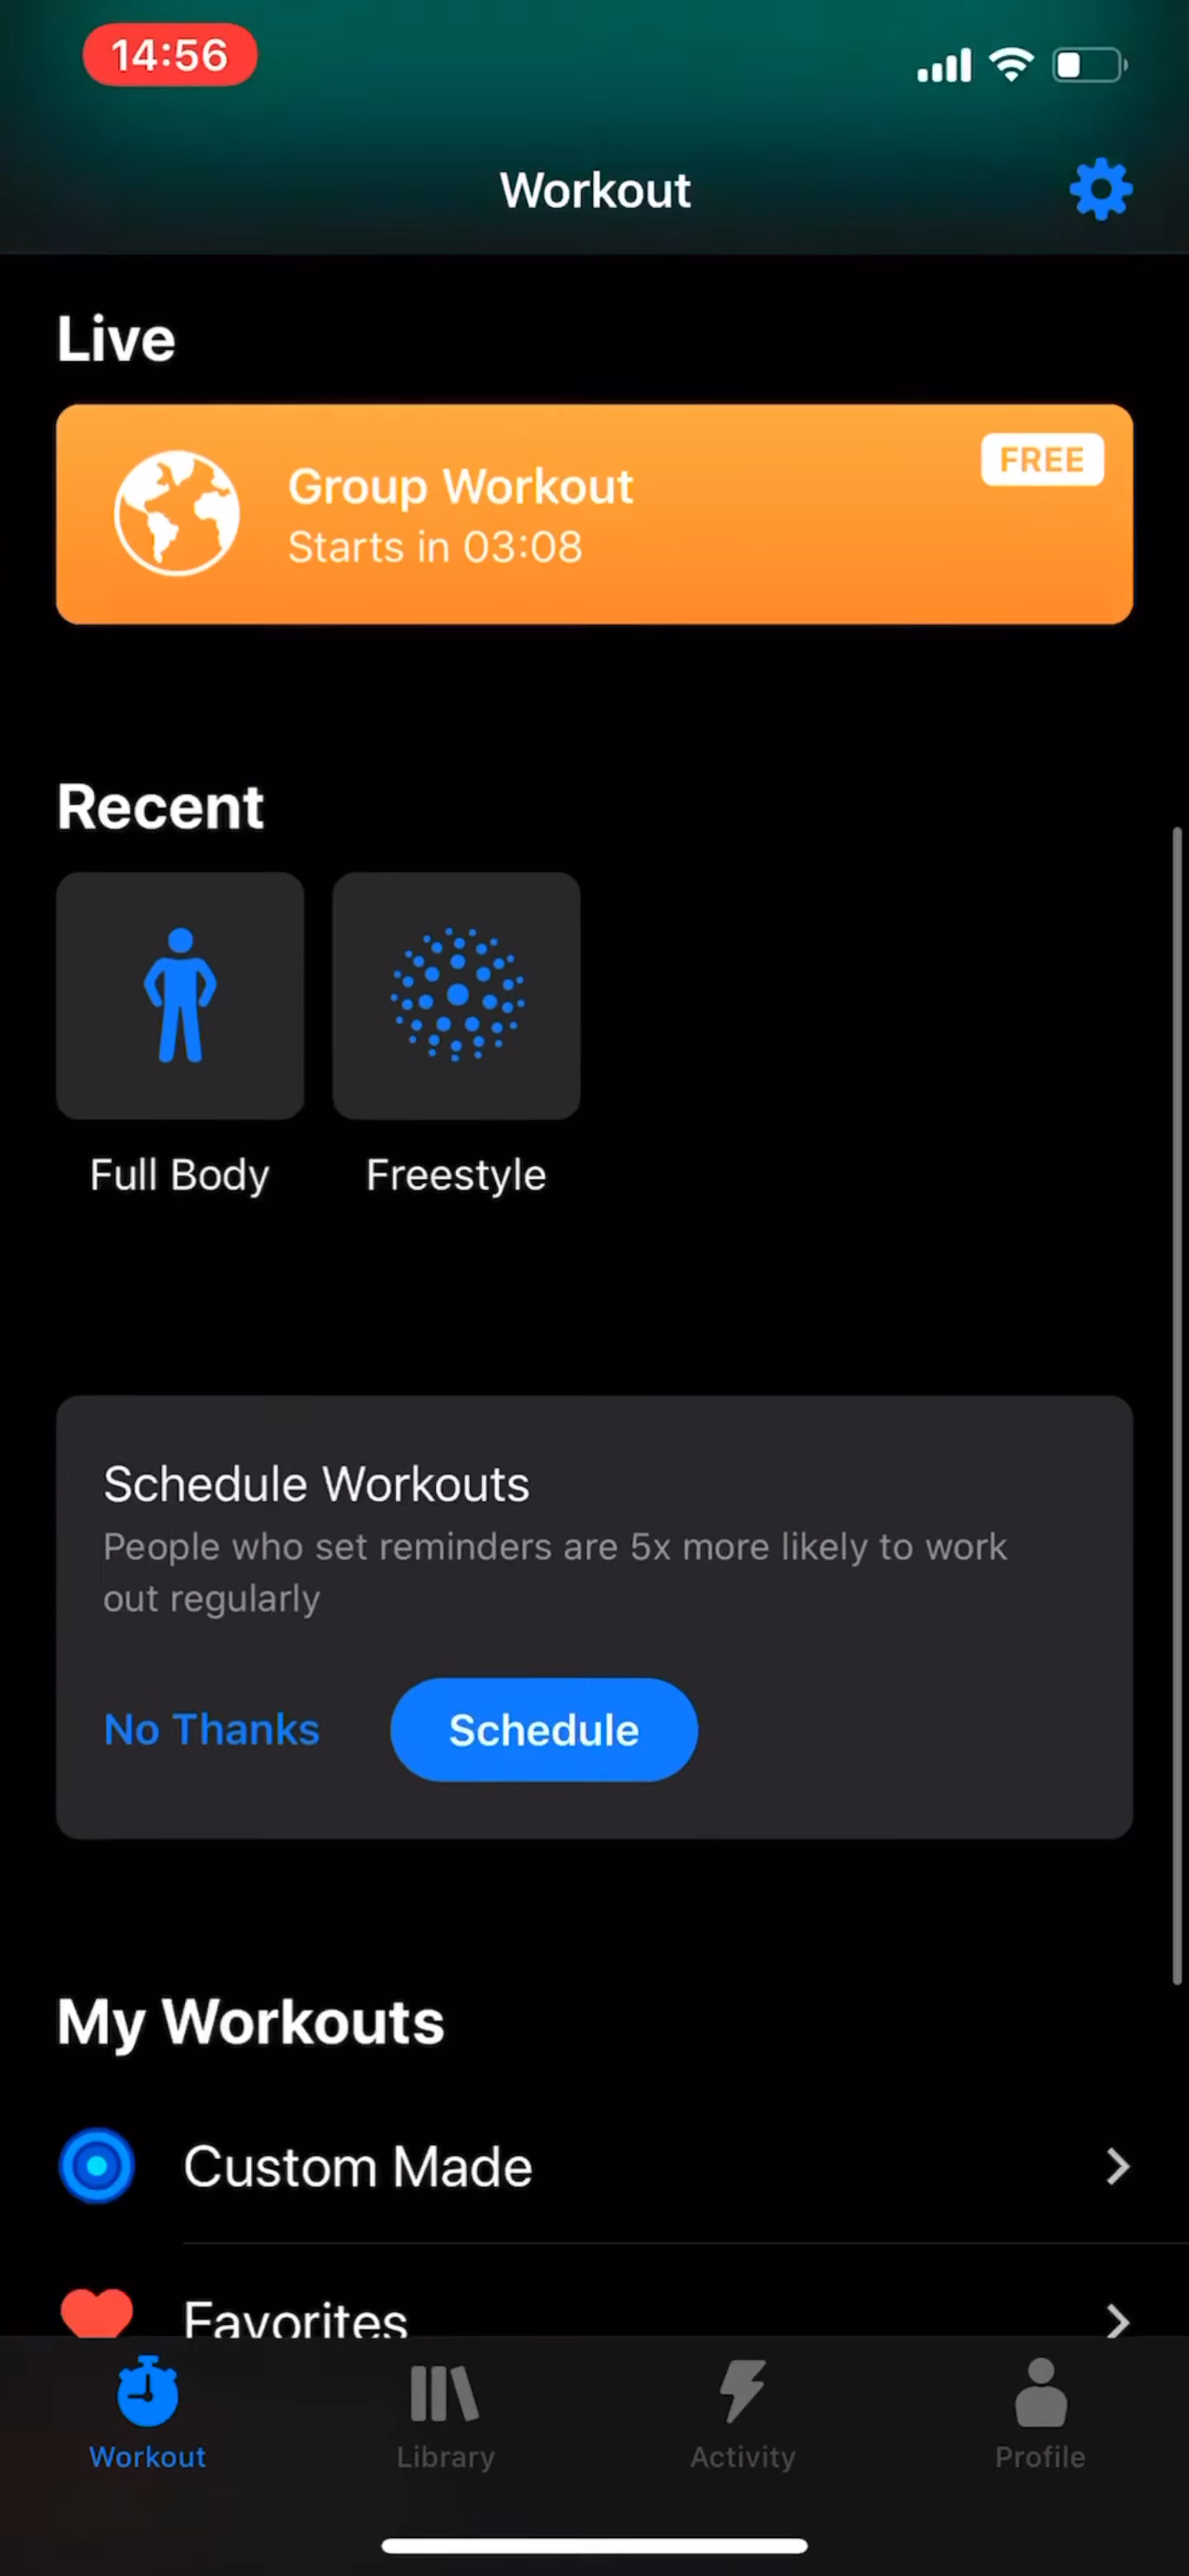 14:56
Workout
Live
Group Workout
FREE
Starts in 03:08
Recent
Full Body
Freestyle
Schedule Workouts
People who set reminders are 5x more likely to work
out regularly
No Thanks
Schedule
My Workouts
Custom Made
Favorites
Workout
Library
Activity
Profile